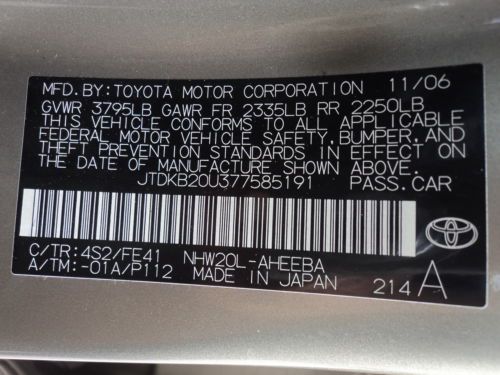 MFD. BY: TOYOTA MOTOR CORPORATION 11/06
GVWR 3795LB GAWR FR 2335LB RR 2250LB
THIS VEHICLE CONFORMS TO ALL APPLICABLE
FEDERAL MOTOR VEHICLE SAFETY, BUMPER, AND
THEFT PREVENTION STANDARDS IN EFFECT ON
THE DATE OF MANUFACTURE SHOWN ABOVE.
JTDKB20U377585191 PASS.CAR
C/TR: 4S2/FE41 NHW20L-AHEEBA
A/TM: -01A/P112 MADE IN JAPAN 214 A